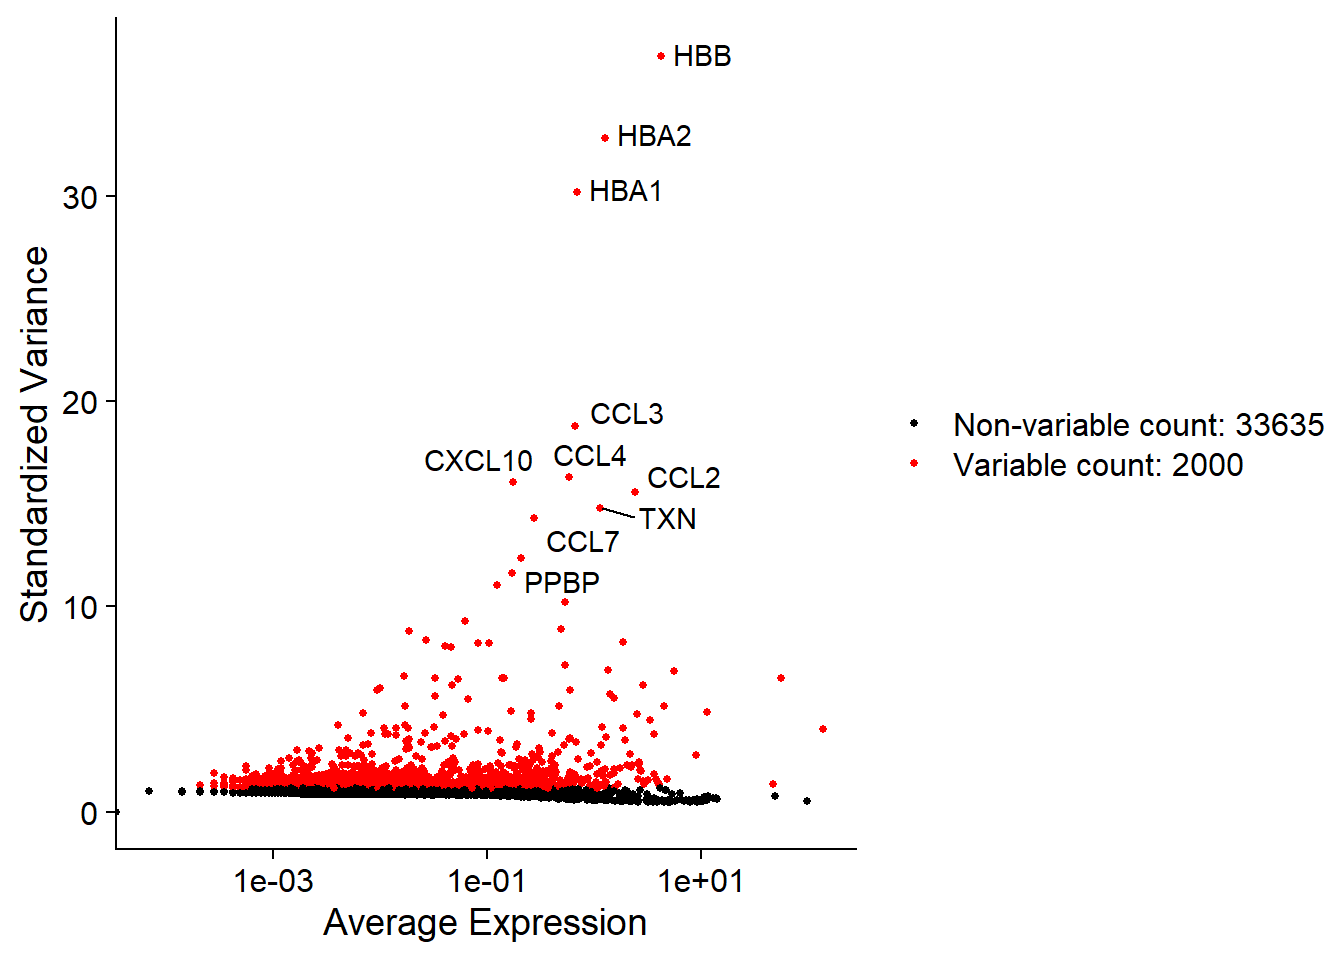 HBB
HBA2
HBA1
30
CCL3
20
CXCL10
CCL4
CCL2
TXN
CCL7
PPBP
10
0
Standardized Variance
Non-variable count: 33635
Variable count: 2000
1e-03
1e-01
1e+01
Average Expression